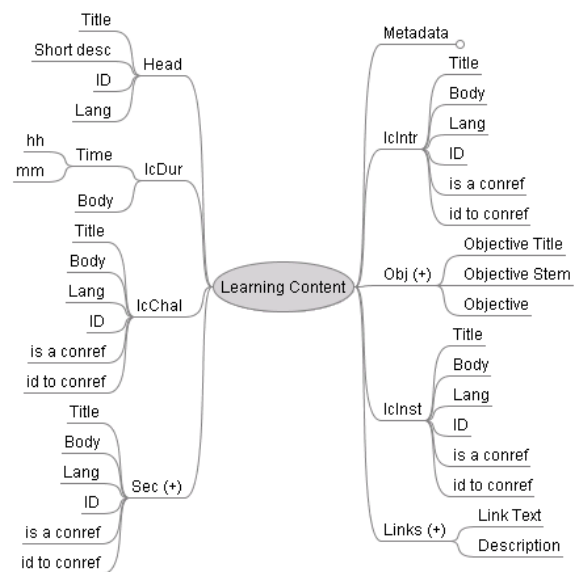 Title
Short desc
Head
ID
Lang
hh
Time
mm
lcDur
Body
Title
Body
Lang
lcChal
ID
is a conref
id to conref
Title
Body
Lang
Sec (+)
ID
is a conref
id to conref
Learning Content
Metadata
Title
Body
Lang
lcIntr
ID
is a conref
id to conref
Objective Title
Obj (+)
Objective Stem
Objective
Title
Body
Lang
lcInst
ID
is a conref
id to conref
Links (+)
Link Text
Description